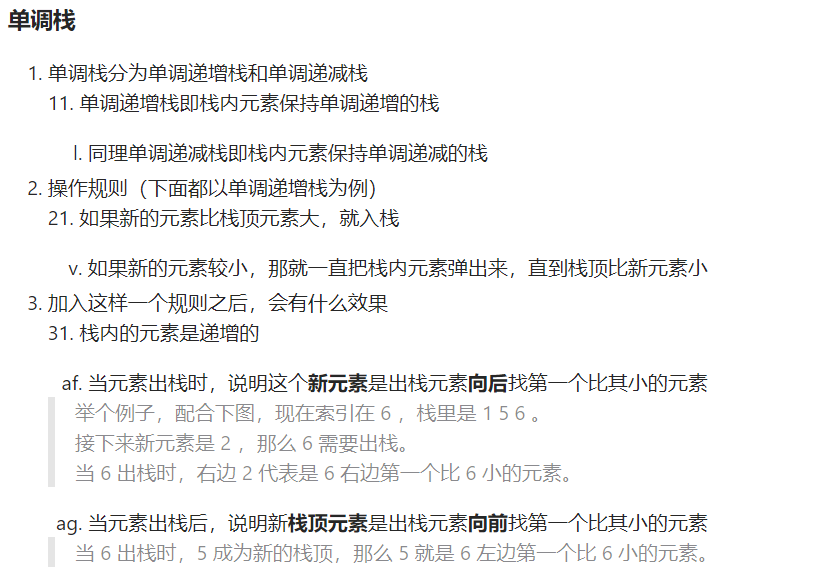 单调栈
1. 单调栈分为单调递增栈和单调递减栈
11. 单调递增栈即栈内元素保持单调递增的栈
l. 同理单调递减栈即栈内元素保持单调递减的栈
2. 操作规则（下面都以单调递增栈为例）
21. 如果新的元素比栈顶元素大，就入栈
v. 如果新的元素较小，那就一直把栈内元素弹出来，直到栈顶比新元素小
3. 加入这样一个规则之后，会有什么效果
31. 栈内的元素是递增的
af. 当元素出栈时，说明这个新元素是出栈元素向后找第一个比其小的元素
举个例子，配合下图，现在索引在 6 ，栈里是 1 5 6 。
接下来新元素是 2 ，那么 6 需要出栈。
当 6 出栈时，右边 2 代表是 6 右边第一个比 6 小的元素。
ag. 当元素出栈后，说明新栈顶元素是出栈元素向前找第一个比其小的元素
当 6 出栈时，5 成为新的栈顶，那么 5 就是 6 左边第一个比 6 小的元素。